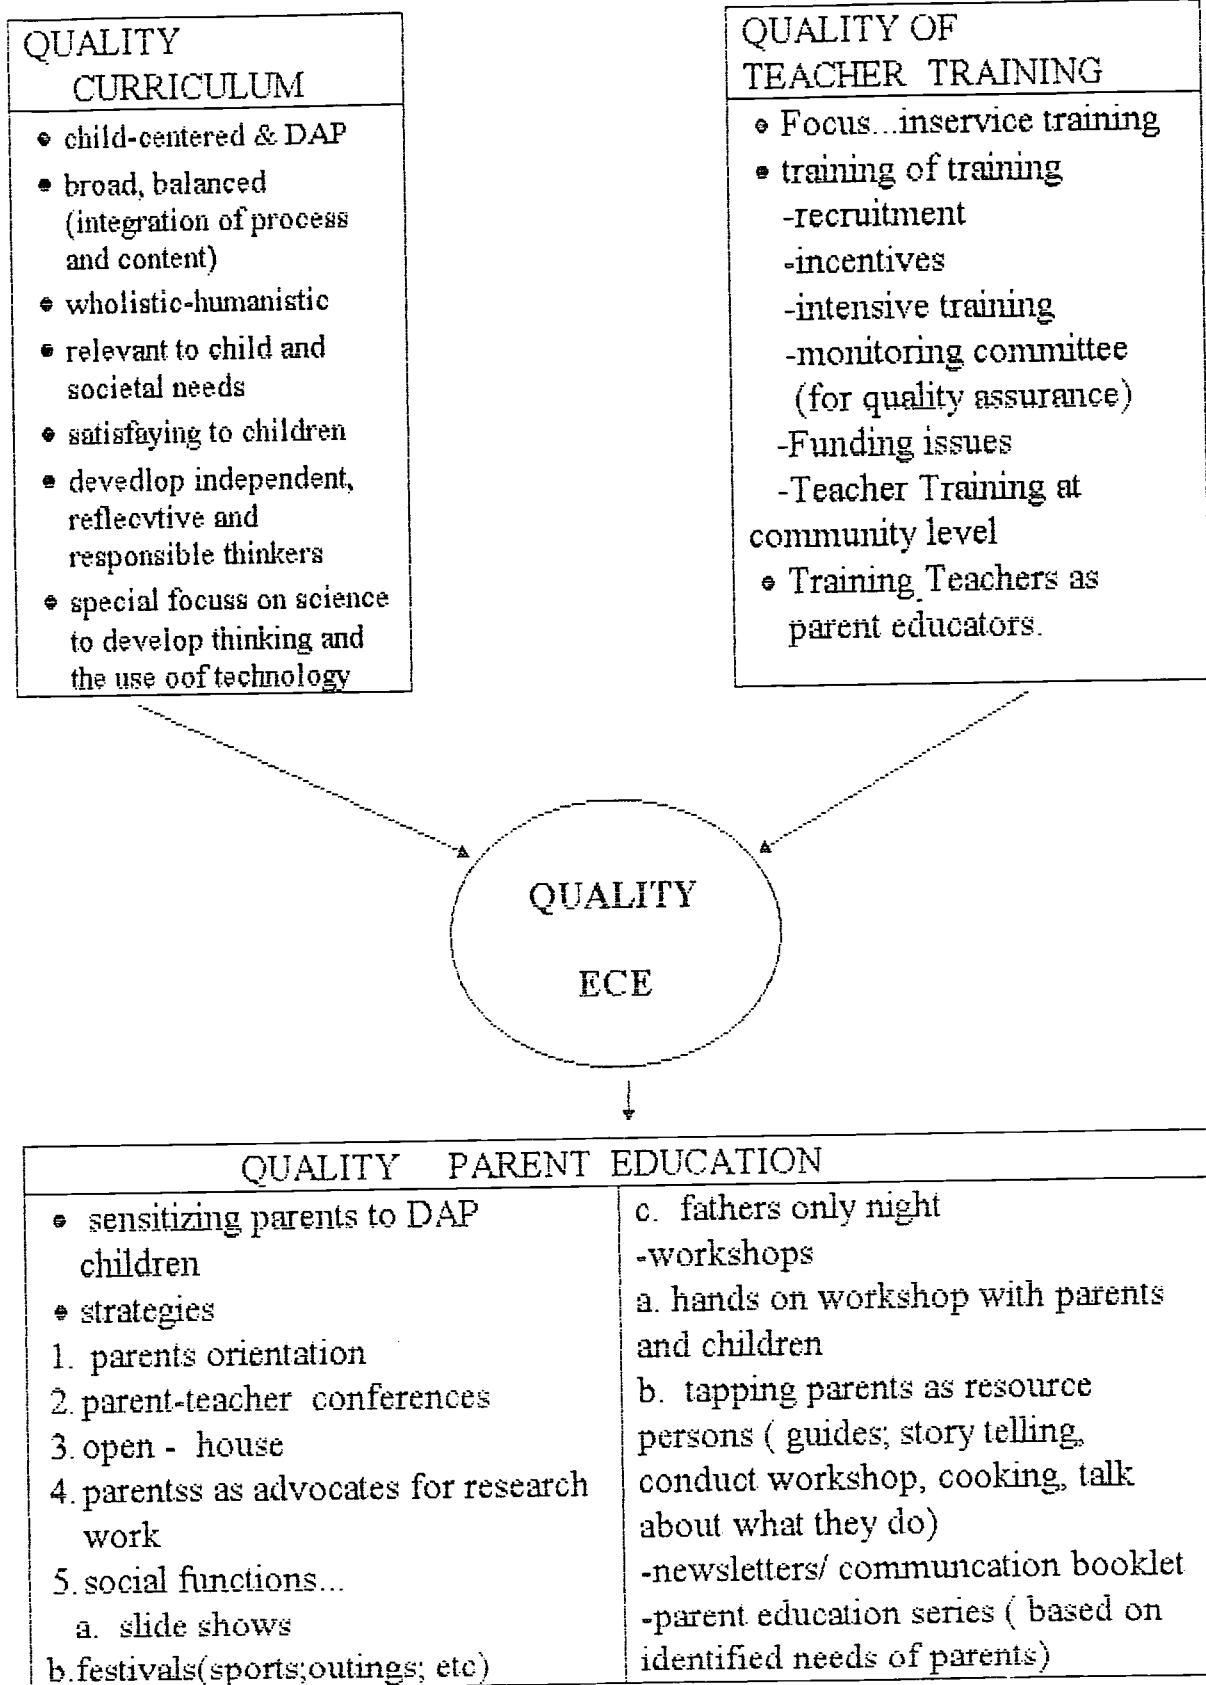 QUALITY
CURRICULUM
• child-centered & DAP
• broad, balanced
(integration of process
and content)
• wholistic-humanistic
• relevant to child and
societal needs
• satisfaying to children
• devedlop independent,
reflecvtive and
responsible thinkers
• special focuss on science
to develop thinking and
the use oof technology
QUALITY OF
TEACHER TRAINING
• Focus...inservice training
• training of training
-recruitment
-incentives
-intensive training
-monitoring committee
(for quality assurance)
-Funding issues
-Teacher Training at
community level
• Training Teachers as
parent educators.
QUALITY
ECE
QUALITY PARENT EDUCATION
• sensitizing parents to DAP
children
• strategies
1. parents orientation
2. parent-teacher conferences
3. open - house
4. parentss as advocates for research
work
5. social functions...
a. slide shows
b.festivals(sports;outings; etc)
c. fathers only night
-workshops
a. hands on workshop with parents
and children
b. tapping parents as resource
persons ( guides; story telling,
conduct workshop, cooking, talk
about what they do)
-newsletters/ communcation booklet
-parent education series ( based on
identified needs of parents)